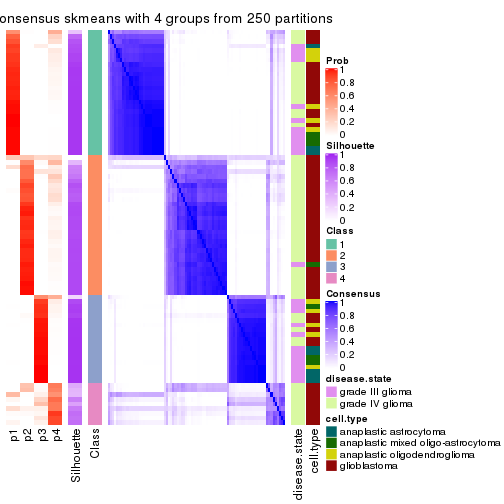 onsensus skmeans with 4 groups from 250 partitions
Prob
1
0.8
0.6
0.4
0.2
0
Silhouette
1
0.8
0.6
0.4
0.2
0
Class
1
2
3
4
Consensus
1
0.8
0.6
0.4
0.2
0
disease.state
grade III glioma
grade IV glioma
cell.type
anaplastic astrocytoma
anaplastic mixed oligo-astrocytoma
anaplastic oligodendroglioma
glioblastoma
p1
p2
p3
p4
Silhouette
Class
disease.state
cell.type